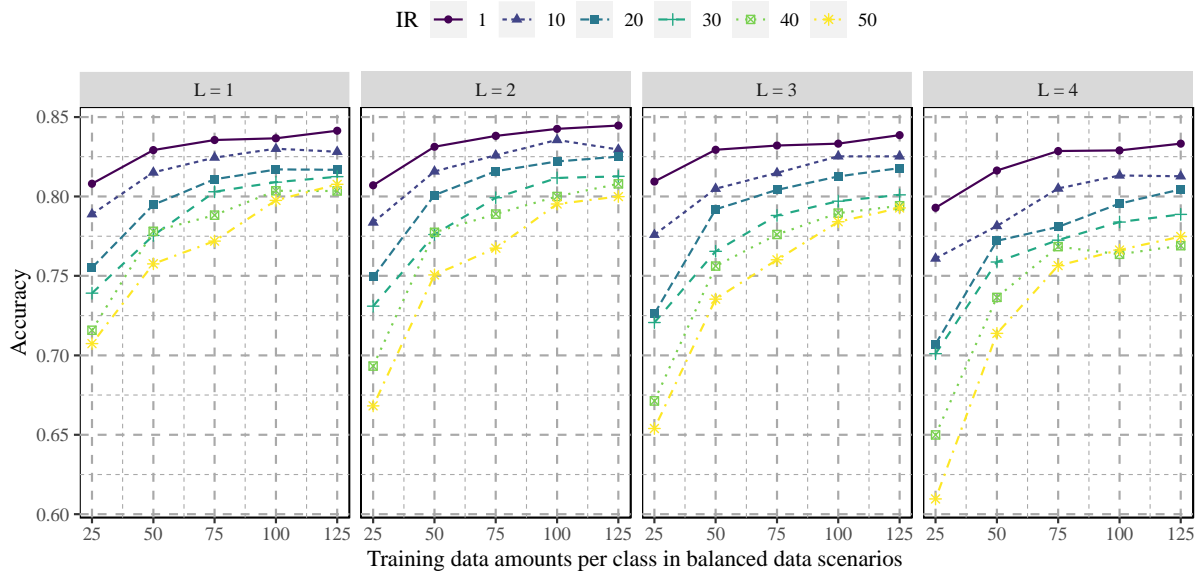 IR 1 10 20 30 40 50
L = 1 L = 2 L = 3 L = 4
0.85
0.80
0.75
0.70
0.65
0.60
Accuracy
25 50 75 100 125 25 50 75 100 125 25 50 75 100 125 25 50 75 100 125
Training data amounts per class in balanced data scenarios